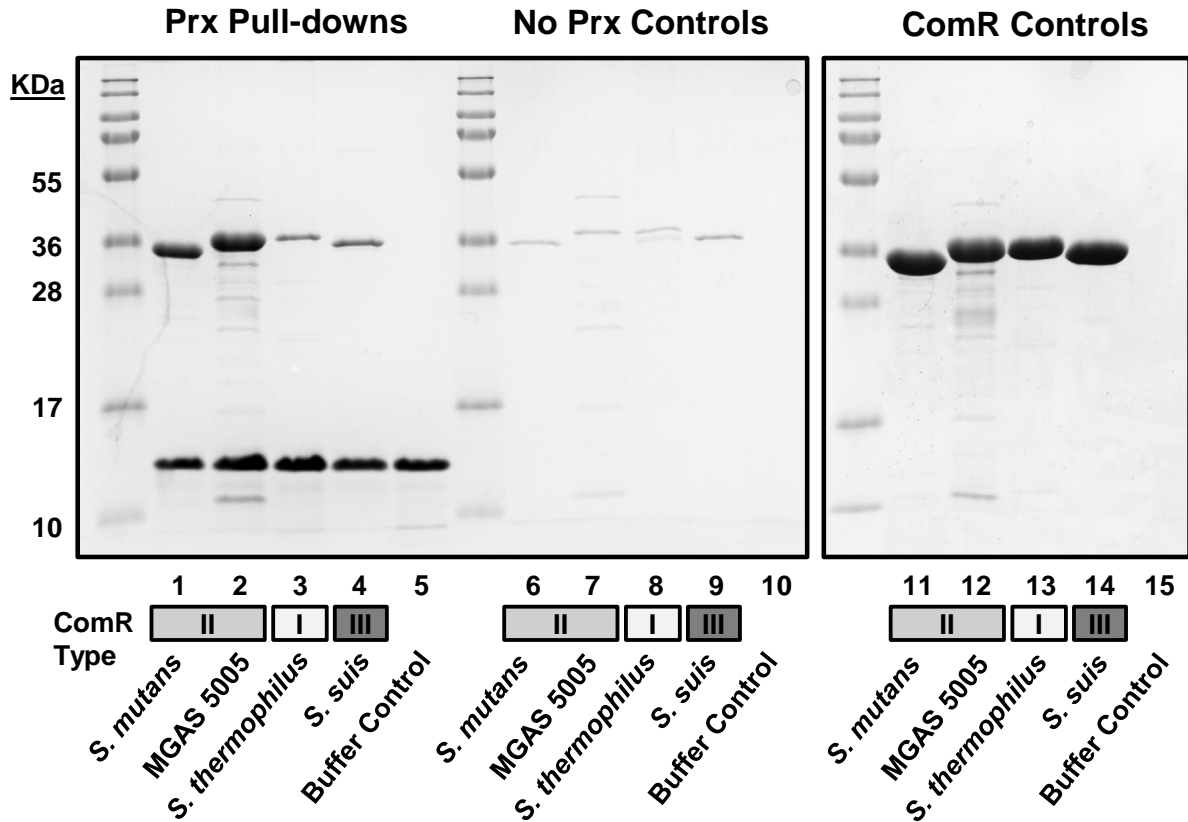 Prx Pull-downs No Prx Controls ComR Controls
KDa
55
36
28
17
10
1 2 3 4 5 6 7 8 9 10 11 12 13 14 15
ComR Type
II I III II I III II I III
S. mutans
MGAS 5005
S. thermophilus
S. suis
Buffer Control
S. mutans
MGAS 5005
S. thermophilus
S. suis
Buffer Control
S. mutans
MGAS 5005
S. thermophilus
S. suis
Buffer Control